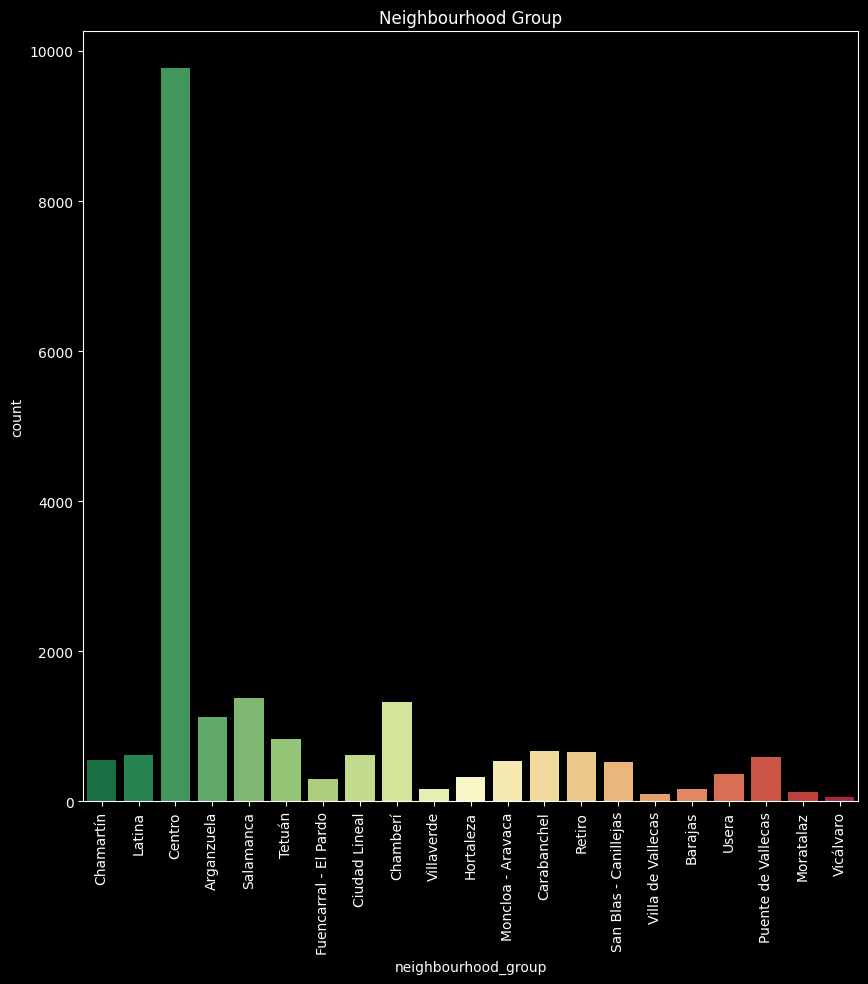 Neighbourhood Group
10000
8000
6000
4000
2000
0
count
Chamartín
Latina
Centro
Arganzuela
Salamanca
Tetuán
Fuencarral - El Pardo
Ciudad Lineal
Chamberí
Villaverde
Hortaleza
Moncloa - Aravaca
Carabanchel
Retiro
San Blas - Canillejas
Villa de Vallecas
Barajas
Usera
Puente de Vallecas
Moratalaz
Vicálvaro
neighbourhood_group